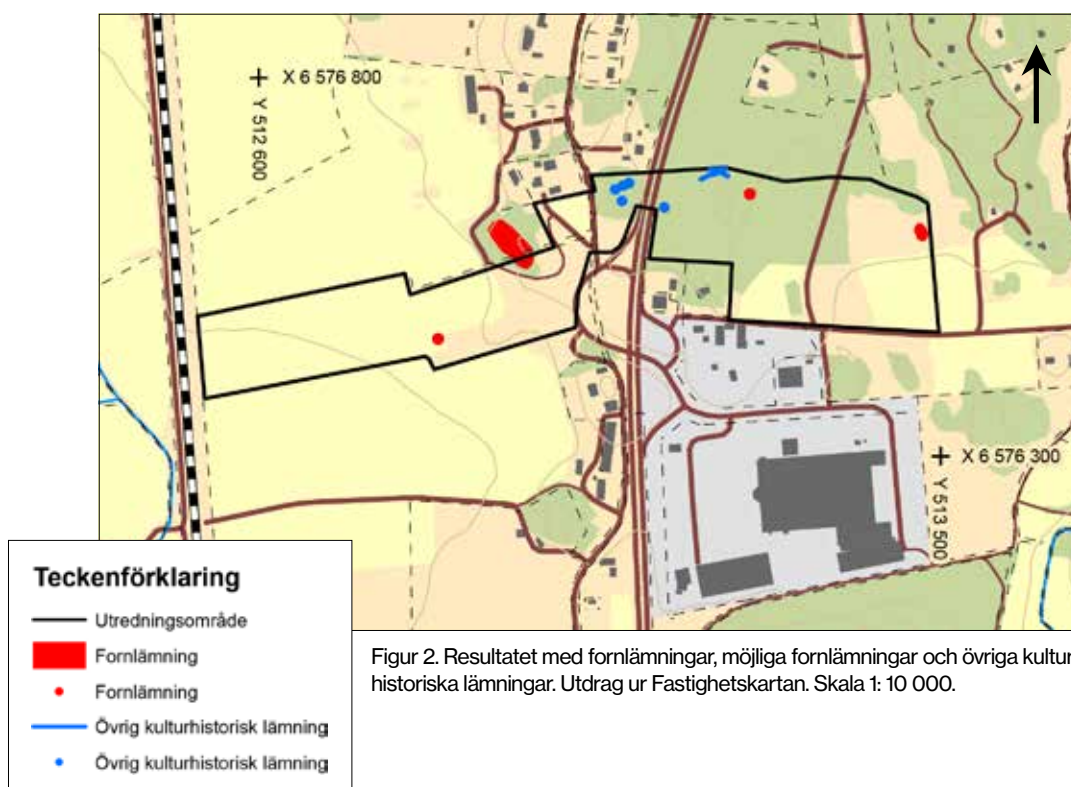 X 6 576 800
Y 512 600
X 6 576 300
Y 513 500
Teckenförklaring
Utredningsområde
Fornlämning
Fornlämning
Övrig kulturhistorisk lämning
Övrig kulturhistorisk lämning
Figur 2. Resultatet med fornlämningar, möjliga fornlämningar och övriga kultur
historiska lämningar. Utdrag ur Fastighetskartan. Skala 1: 10 000.